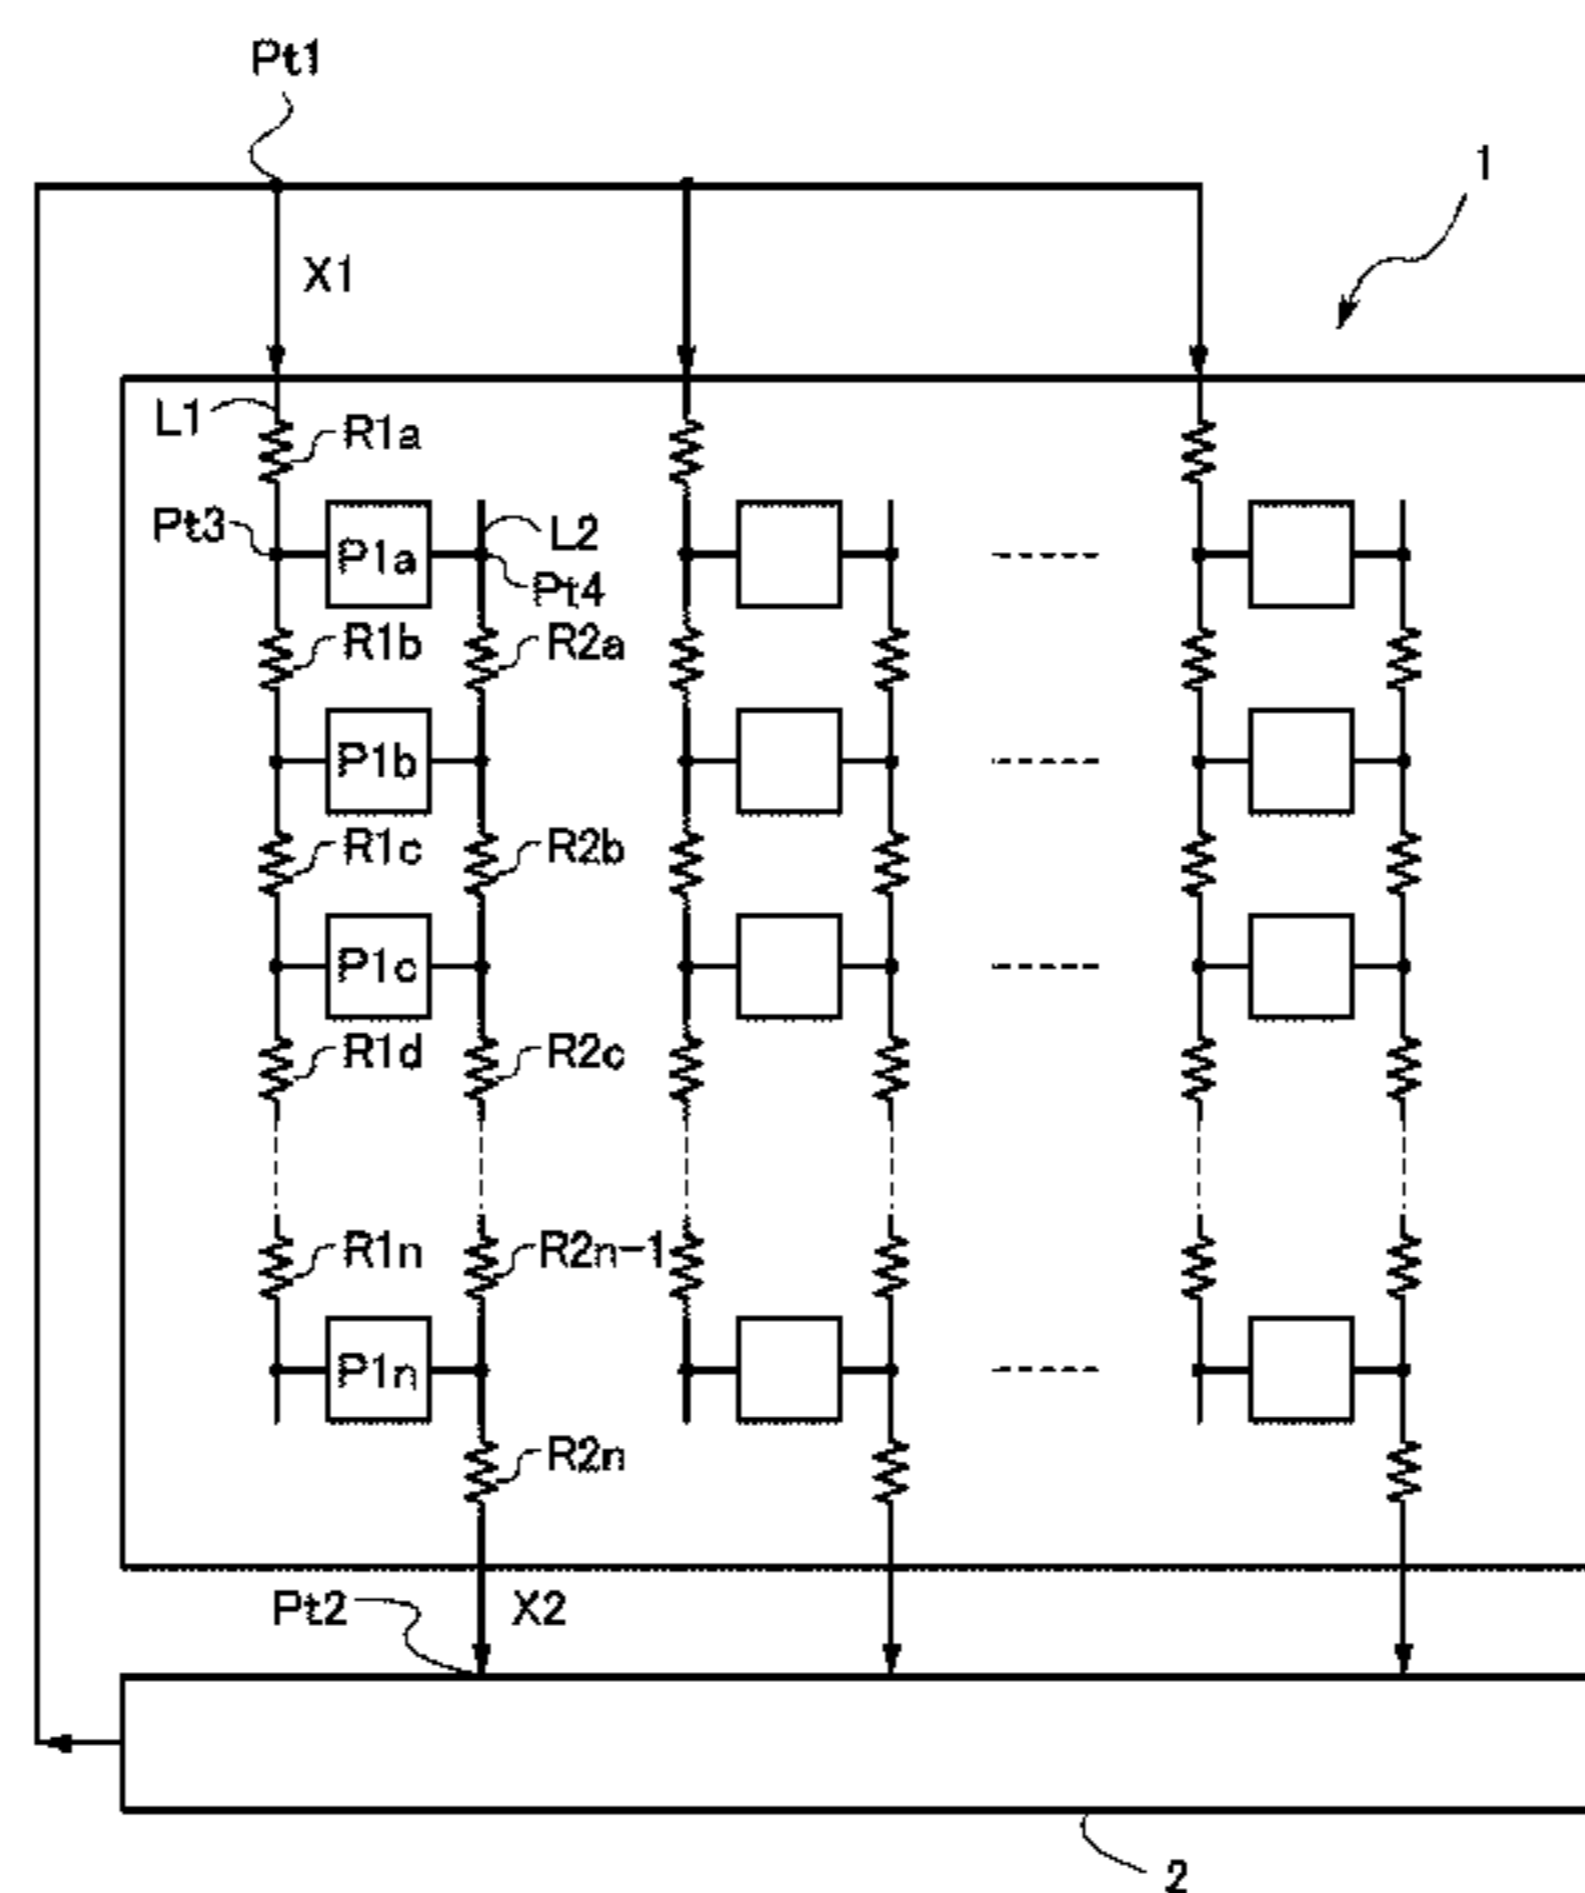 Pt1
1
X1
L1
R1a
Pt3
P1a
L2
Pt4
R1b
R2a
P1b
R1c
R2b
P1c
R1d
R2c
R1n
R2n-1
P1n
R2n
Pt2
X2
2